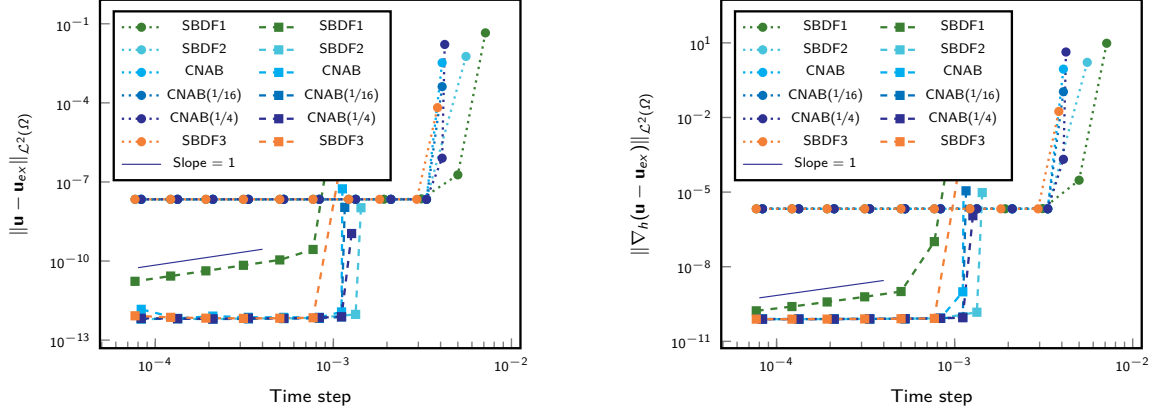 10⁻¹
10⁻⁴
10⁻⁷
10⁻¹⁰
10⁻¹³
‖u − u_ex‖_ℒ²(Ω)
SBDF1 SBDF1
SBDF2 SBDF2
CNAB CNAB
CNAB(1/16) CNAB(1/16)
CNAB(1/4) CNAB(1/4)
SBDF3 SBDF3
Slope = 1
10⁻⁴ 10⁻³ 10⁻²
Time step
10¹
10⁻²
10⁻⁵
10⁻⁸
10⁻¹¹
‖∇_h(u − u_ex)‖_ℒ²(Ω)
SBDF1 SBDF1
SBDF2 SBDF2
CNAB CNAB
CNAB(1/16) CNAB(1/16)
CNAB(1/4) CNAB(1/4)
SBDF3 SBDF3
Slope = 1
10⁻⁴ 10⁻³ 10⁻²
Time step